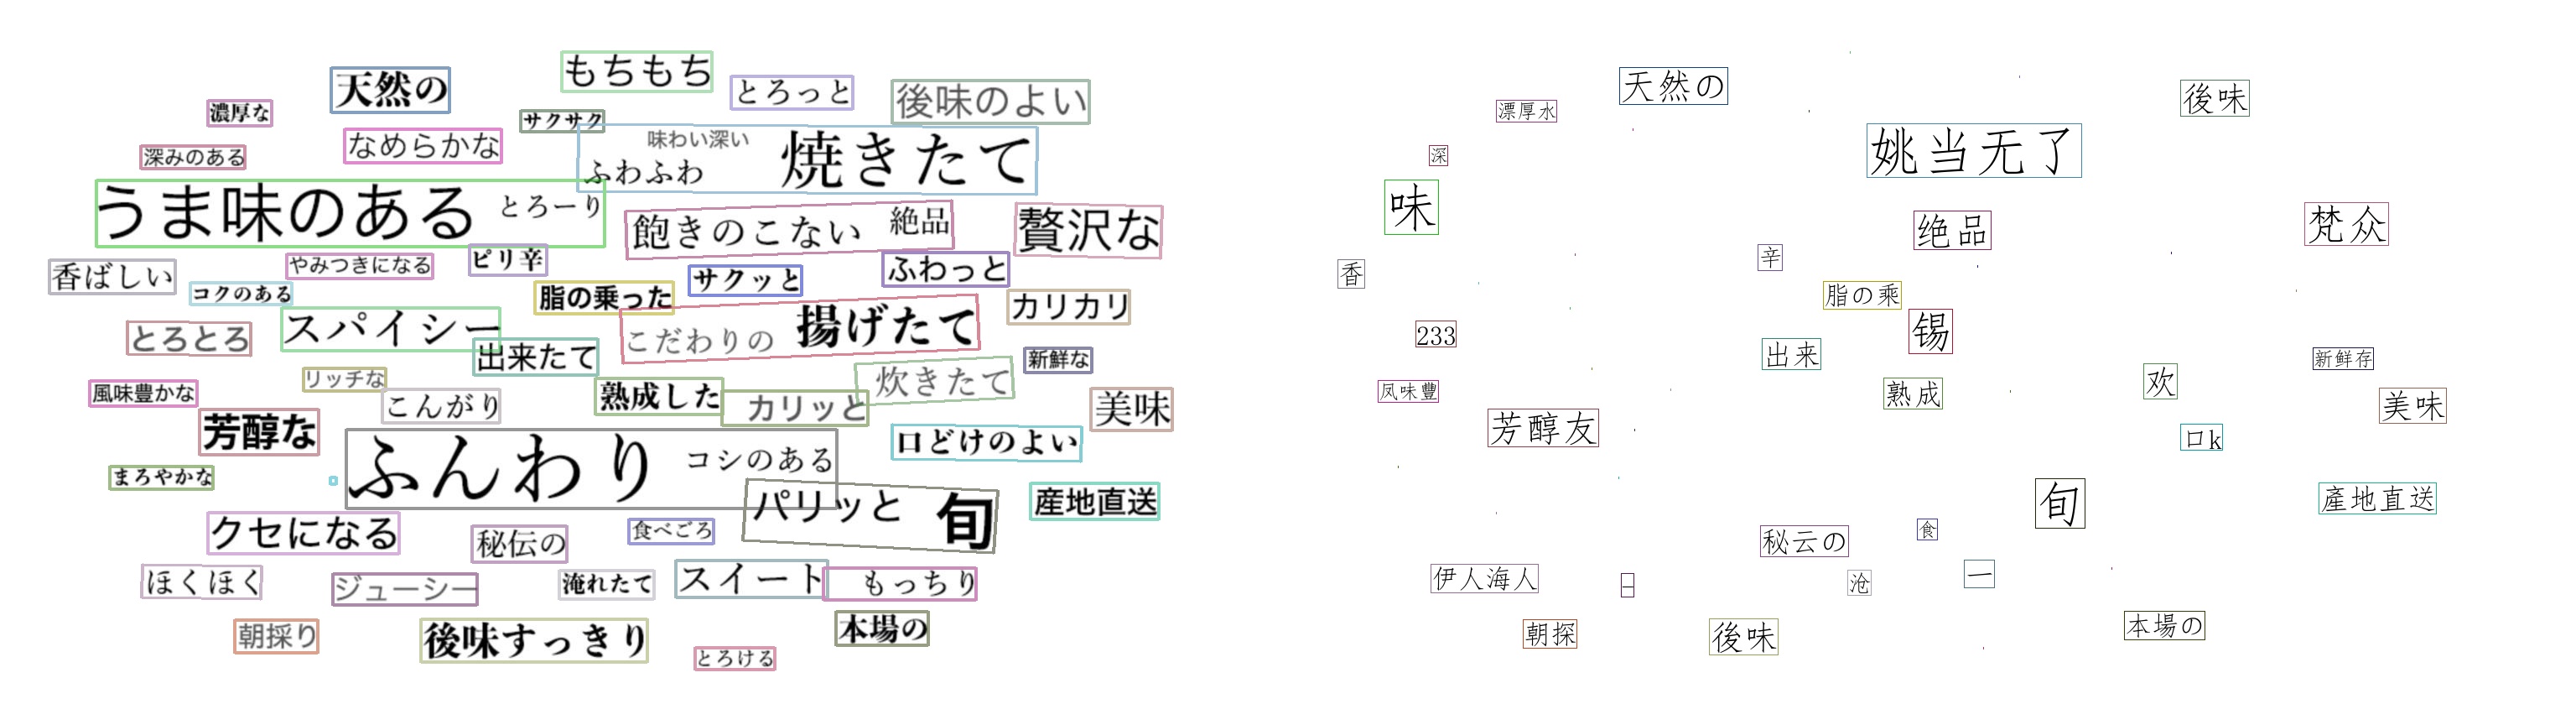 もちもち
天然の
とろっと
後味のよい
濃厚な
サクサク
味わい深い
なめらかな
深みのある
ふわふわ
焼きたて
うま味のある
とろーり
飽きのこない
絶品
贅沢な
ピリ辛
やみつきになる
ふわっと
香ばしい
サクッと
コクのある
脂の乗った
カリカリ
とろとろ
スパイシー
こだわりの
揚げたて
出来たて
新鮮な
リッチな
炊きたて
風味豊かな
こんがり
熟成した
カリッと
美味
芳醇な
口どけのよい
ふんわり
コシのある
まろやかな
パリッと
旬
産地直送
クセになる
秘伝の
食べごろ
ほくほく
ジューシー
淹れたて
スイート
もっちり
朝採り
後味すっきり
本場の
とろける
天然の
後味
漂厚水
姚当无了
深
味
绝品
梵众
辛
香
脂の乘
233
锡
出来
新鲜存
欢
凤味豐
熟成
美味
芳醇友
口k
旬
產地直送
秘云の
食
伊人海人
日
沧
一
朝探
後味
本場の